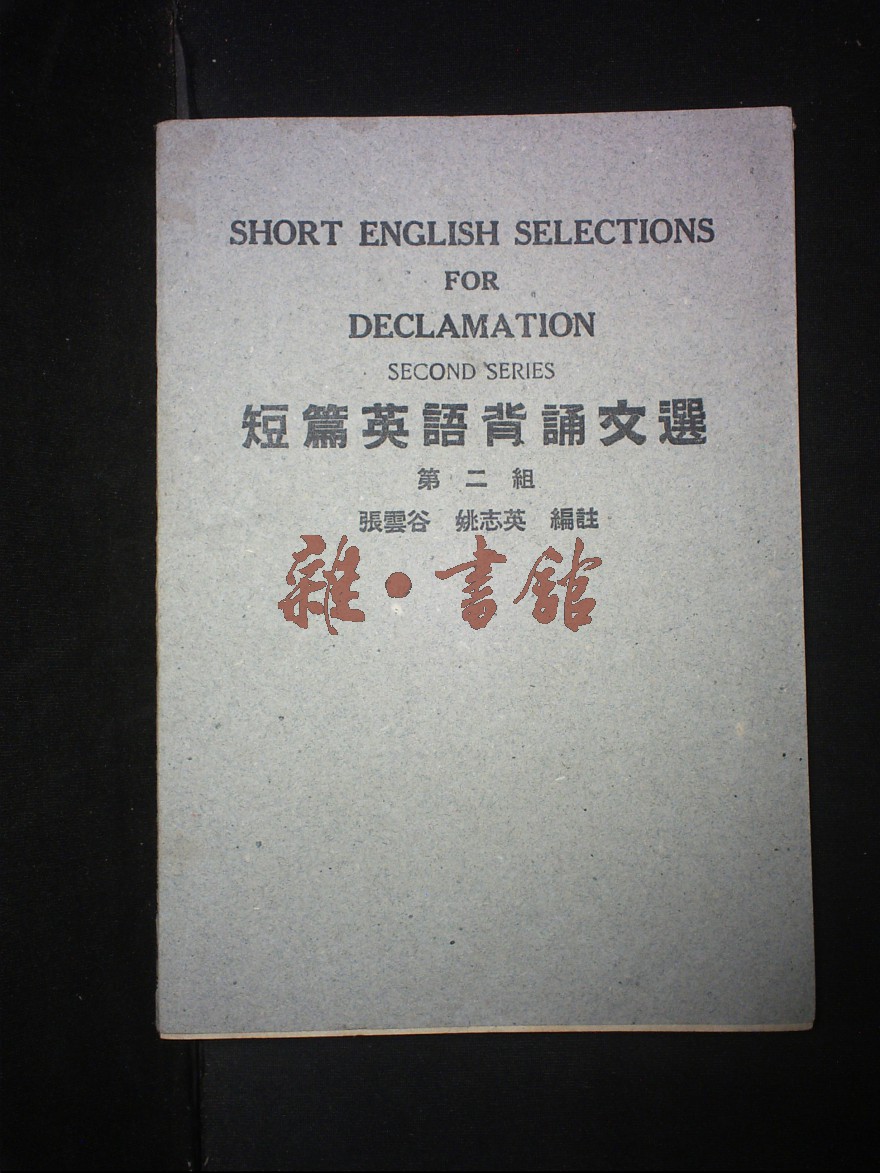 SHORT ENGLISH SELECTIONS
FOR
DECLAMATION
SECOND SERIES
短篇英語背誦文選
第二組
張雲谷 姚志英 編註
雜•書館